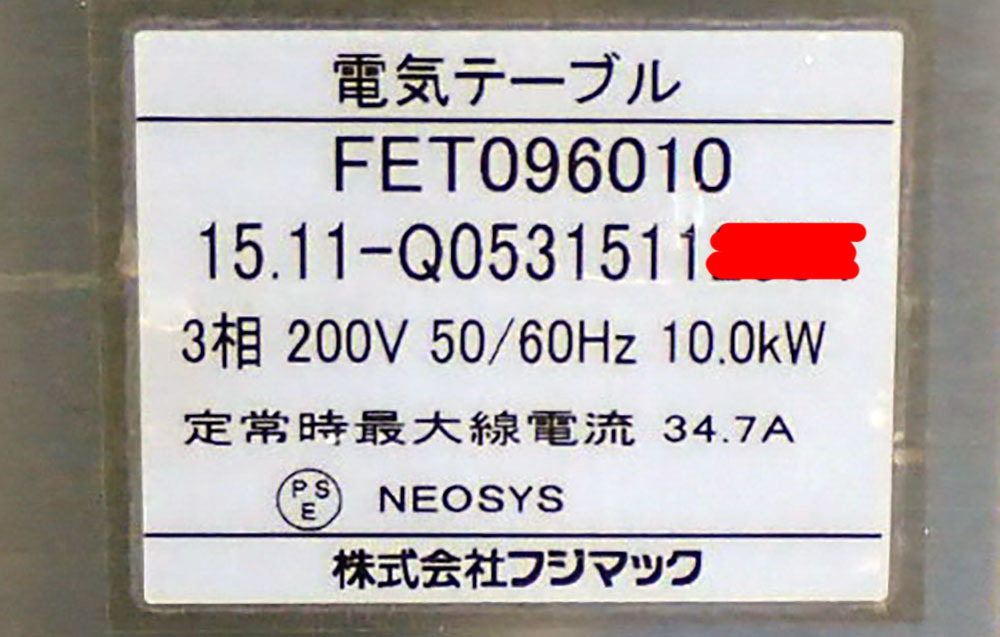 電気テーブル
FET096010
15.11-Q0531511
3相 200V 50/60Hz 10.0kW
定常時最大線電流 34.7A
PSE NEOSYS
株式会社フジマック